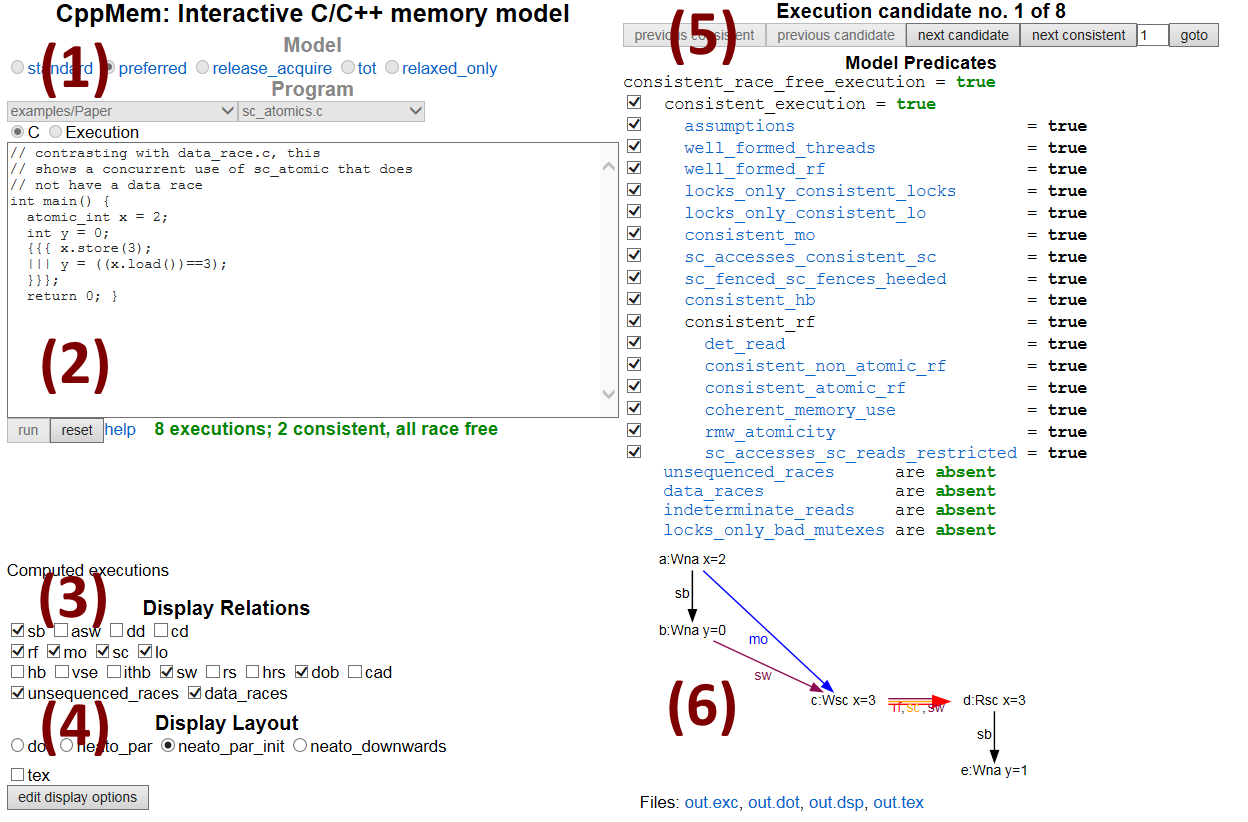 CppMem: Interactive C/C++ memory model
Model
(1)
standard preferred release_acquire tot relaxed_only
Program
examples/Paper sc_atomics.c
C Execution
// contrasting with data_race.c, this
// shows a concurrent use of sc_atomic that does
// not have a data race
int main() {
  atomic_int x = 2;
  int y = 0;
  {{{ x.store(3);
  ||| y = ((x.load())==3);
  }}};
  return 0; }
(2)
run reset help 8 executions; 2 consistent, all race free
Computed executions
(3)
Display Relations
sb asw dd cd
rf mo sc lo
hb vse ithb sw rs hrs dob cad
unsequenced_races data_races
(4)
Display Layout
neato_par neato_par_init neato_downwards
tex
edit display options
Execution candidate no. 1 of 8
(5)
previous consistent previous candidate next candidate next consistent 1 goto
Model Predicates
consistent_race_free_execution = true
consistent_execution = true
assumptions = true
well_formed_threads = true
well_formed_rf = true
locks_only_consistent_locks = true
locks_only_consistent_lo = true
consistent_mo = true
sc_accesses_consistent_sc = true
sc_fenced_sc_fences_heeded = true
consistent_hb = true
consistent_rf = true
det_read = true
consistent_non_atomic_rf = true
consistent_atomic_rf = true
coherent_memory_use = true
rmw_atomicity = true
sc_accesses_sc_reads_restricted = true
unsequenced_races are absent
data_races are absent
indeterminate_reads are absent
locks_only_bad_mutexes are absent
a:Wna x=2
sb
b:Wna y=0
mo
sw
(6)
c:Wsc x=3
rf,sc,sw
d:Rsc x=3
sb
e:Wna y=1
Files: out.exc, out.dot, out.dsp, out.tex